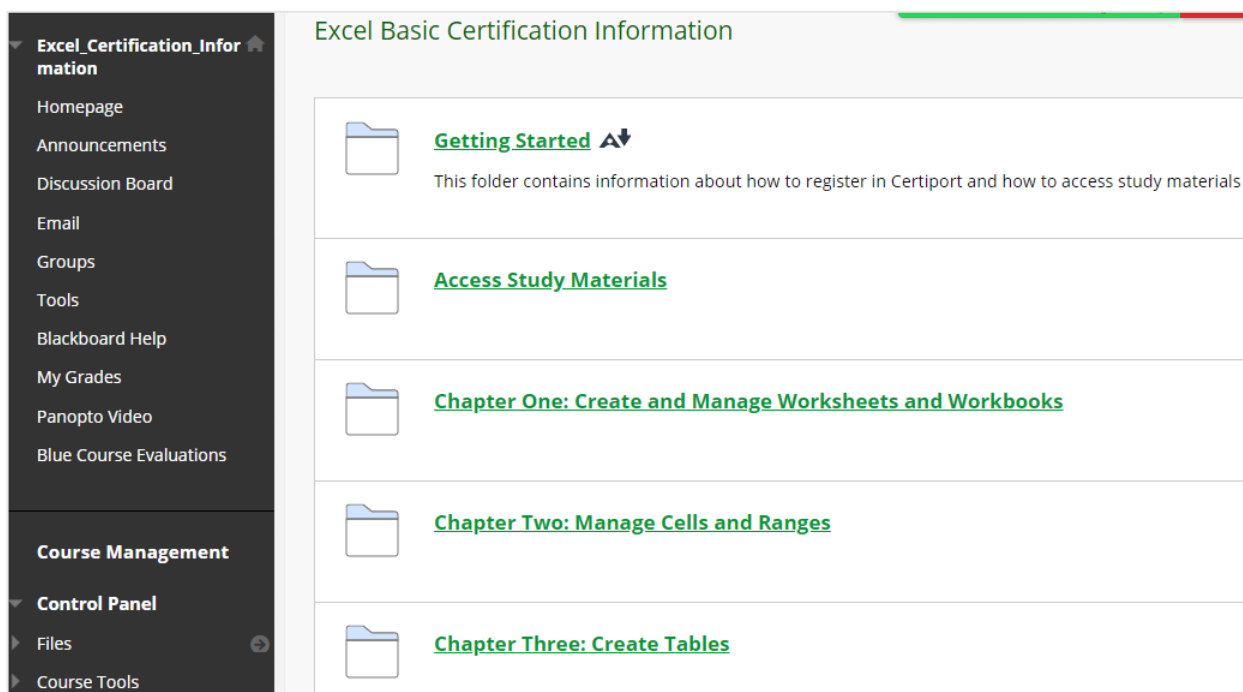 Excel_Certification_Infor
mation
Homepage
Announcements
Discussion Board
Email
Groups
Tools
Blackboard Help
My Grades
Panopto Video
Blue Course Evaluations
Course Management
Control Panel
Files
Course Tools
Excel Basic Certification Information
Getting Started
This folder contains information about how to register in Certiport and how to access study materials
Access Study Materials
Chapter One: Create and Manage Worksheets and Workbooks
Chapter Two: Manage Cells and Ranges
Chapter Three: Create Tables